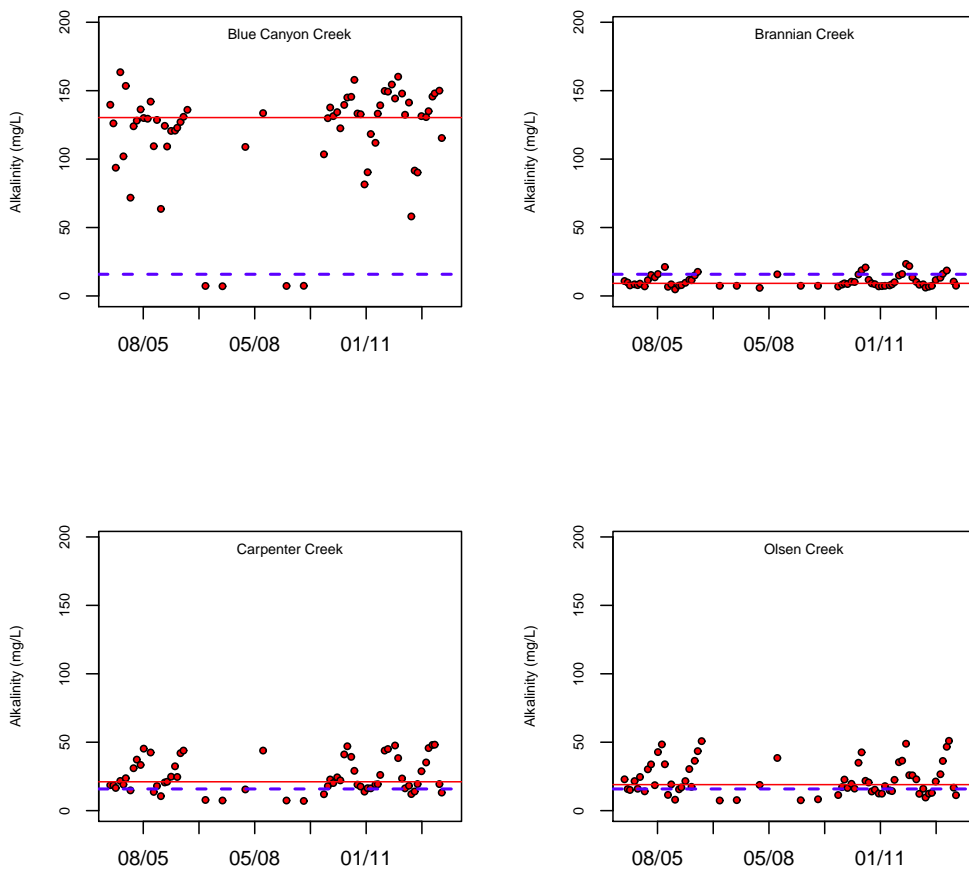 Blue Canyon Creek
Alkalinity (mg/L)
200
150
100
50
0
08/05 05/08 01/11
Brannian Creek
Alkalinity (mg/L)
200
150
100
50
0
08/05 05/08 01/11
Carpenter Creek
Alkalinity (mg/L)
200
150
100
50
0
08/05 05/08 01/11
Olsen Creek
Alkalinity (mg/L)
200
150
100
50
0
08/05 05/08 01/11